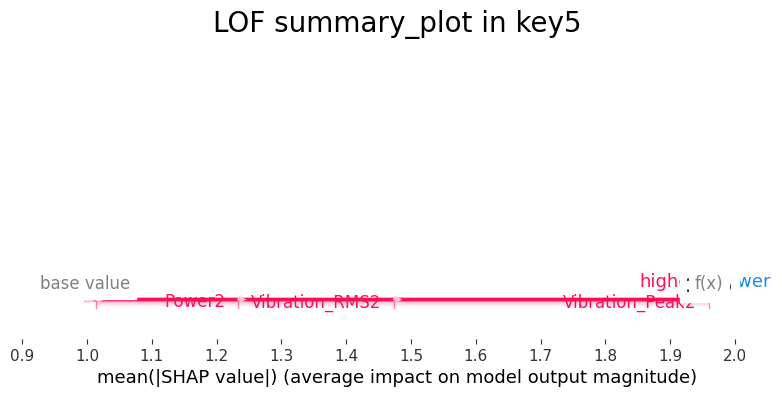 LOF summary_plot in key5
high
f(x)
wer
base value
Power2
Vibration_RMS2
Vibration_Peak2
0.9 1.0 1.1 1.2 1.3 1.4 1.5 1.6 1.7 1.8 1.9 2.0
mean(|SHAP value|) (average impact on model output magnitude)